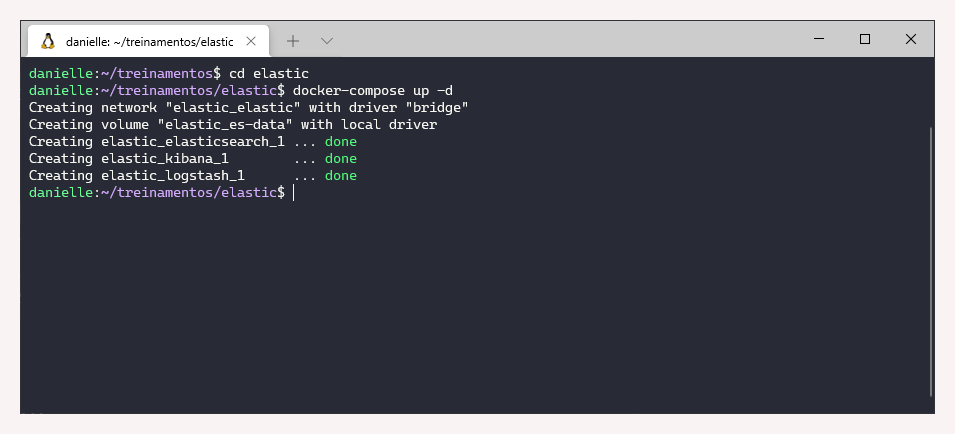 danielle: ~/treinamentos/elastic
danielle:~/treinamentos$ cd elastic
danielle:~/treinamentos/elastic$ docker-compose up -d
Creating network "elastic_elastic" with driver "bridge"
Creating volume "elastic_es-data" with local driver
Creating elastic_elasticsearch_1 ... done
Creating elastic_kibana_1        ... done
Creating elastic_logstash_1      ... done
danielle:~/treinamentos/elastic$